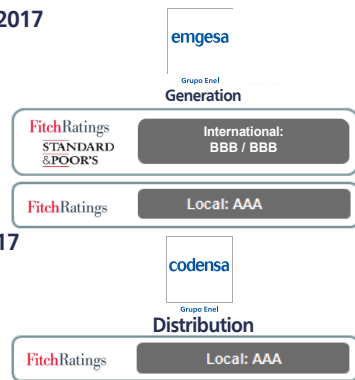 2017
emgesa
Grupo Enel
Generation
FitchRatings
STANDARD
&POOR'S
International:
BBB / BBB
FitchRatings
Local: AAA
17
codensa
Grupo Enel
Distribution
FitchRatings
Local: AAA